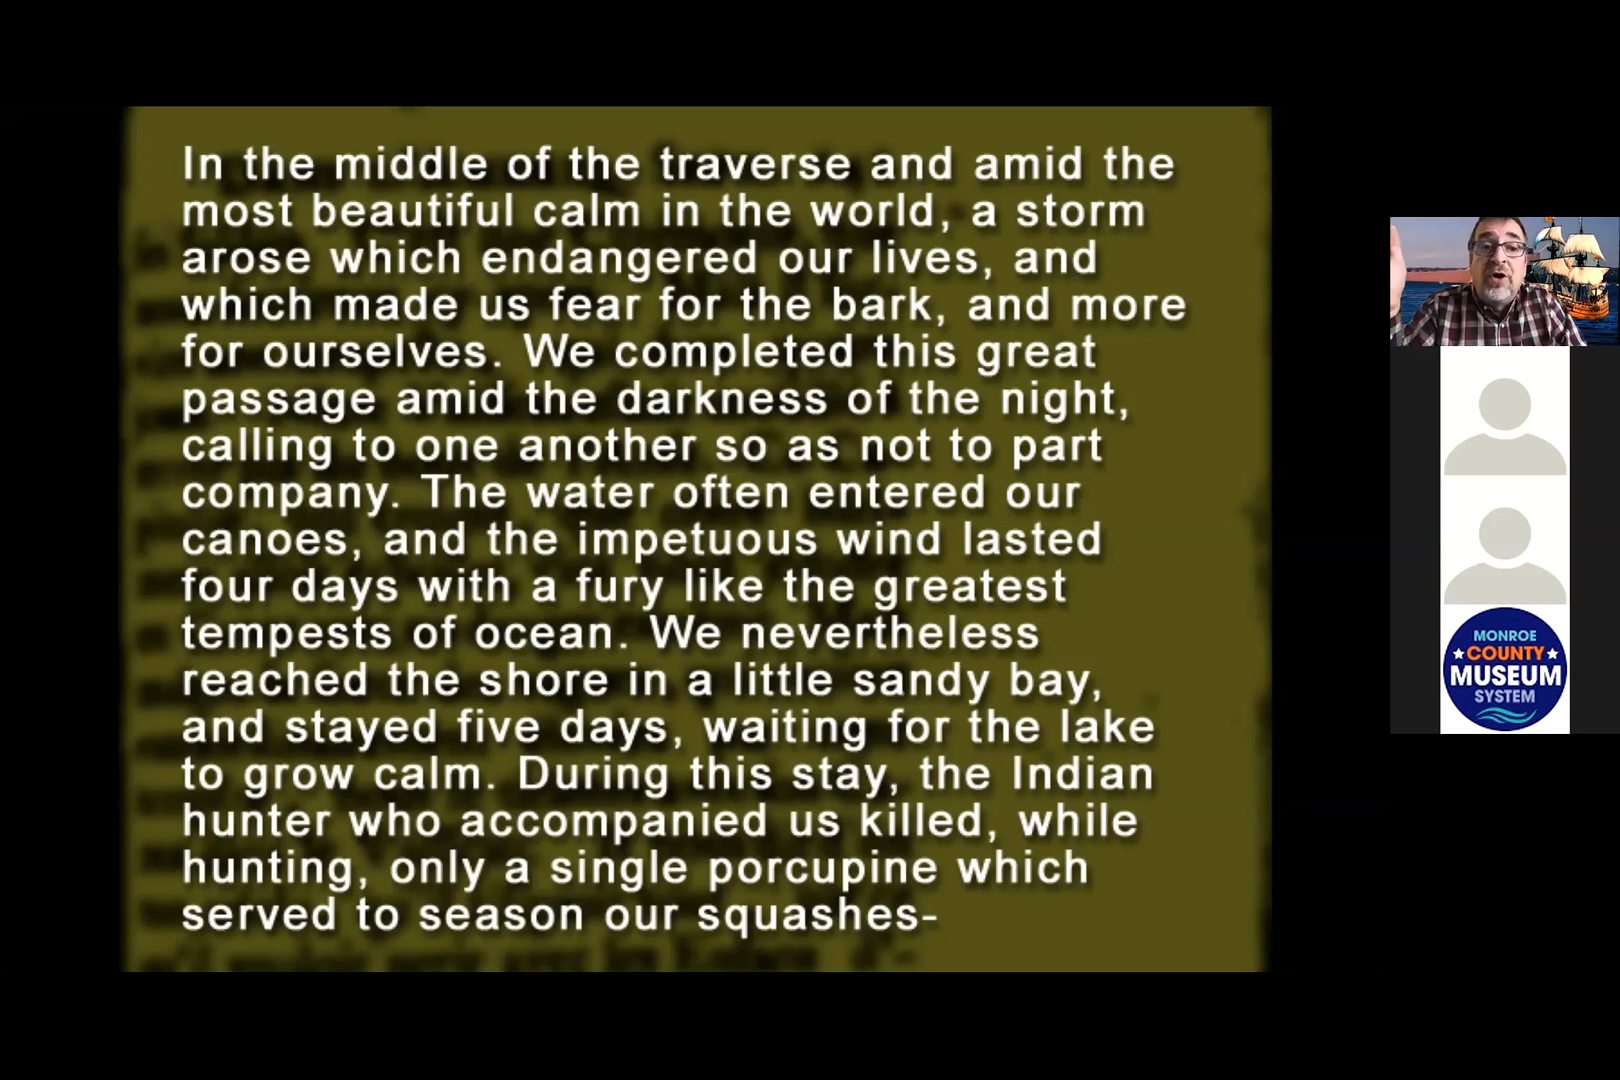 In the middle of the traverse and amid the
most beautiful calm in the world, a storm
arose which endangered our lives, and
which made us fear for the bark, and more
for ourselves. We completed this great
passage amid the darkness of the night,
calling to one another so as not to part
company. The water often entered our
canoes, and the impetuous wind lasted
four days with a fury like the greatest
tempests of ocean. We nevertheless
reached the shore in a little sandy bay,
and stayed five days, waiting for the lake
to grow calm. During this stay, the Indian
hunter who accompanied us killed, while
hunting, only a single porcupine which
served to season our squashes-
MONROE
COUNTY
MUSEUM
SYSTEM